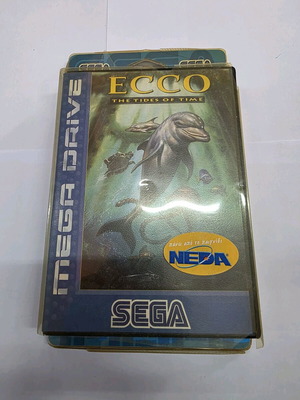 SEGA
SEGA
ECCO
THE TIDES OF TIME
MEGA DRIVE
NEDA
SEGA